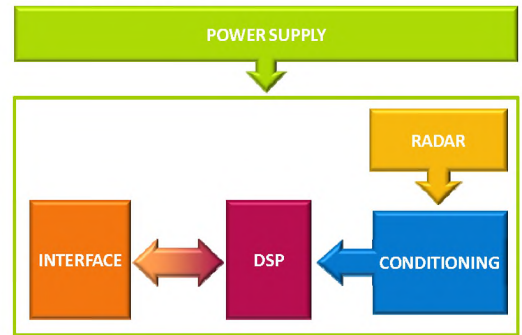 POWER SUPPLY
RADAR
INTERFACE
DSP
CONDITIONING